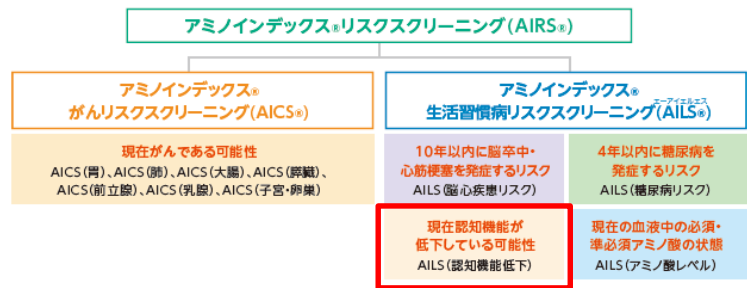 アミノインデックス®リスクスクリーニング(AIRS®)
アミノインデックス®
がんリスクスクリーニング(AICS®)
現在がんである可能性
AICS(胃)、AICS(肺)、AICS(大腸)、AICS(膵臓)、
AICS(前立腺)、AICS(乳腺)、AICS(子宮・卵巣)
アミノインデックス®
エーアイエルエス
生活習慣病リスクスクリーニング(AILS®)
10年以内に脳卒中・
心筋梗塞を発症するリスク
AILS(脳心疾患リスク)
4年以内に糖尿病を
発症するリスク
AILS(糖尿病リスク)
現在認知機能が
低下している可能性
AILS(認知機能低下)
現在の血液中の必須・
準必須アミノ酸の状態
AILS(アミノ酸レベル)